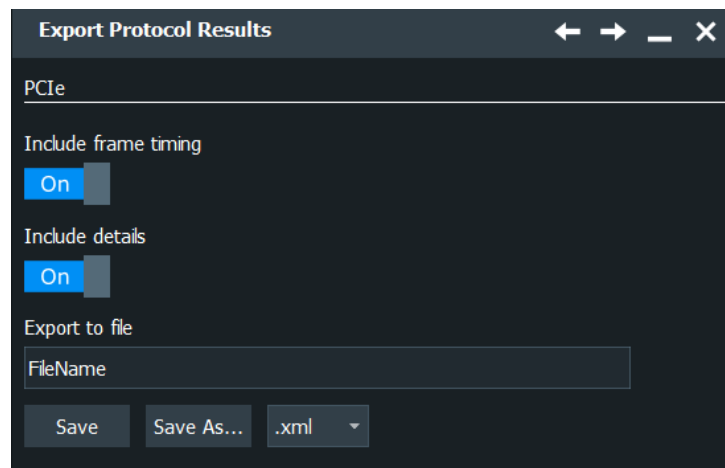 Export Protocol Results
PCIe
Include frame timing
On
Include details
On
Export to file
FileName
Save Save As... .xml